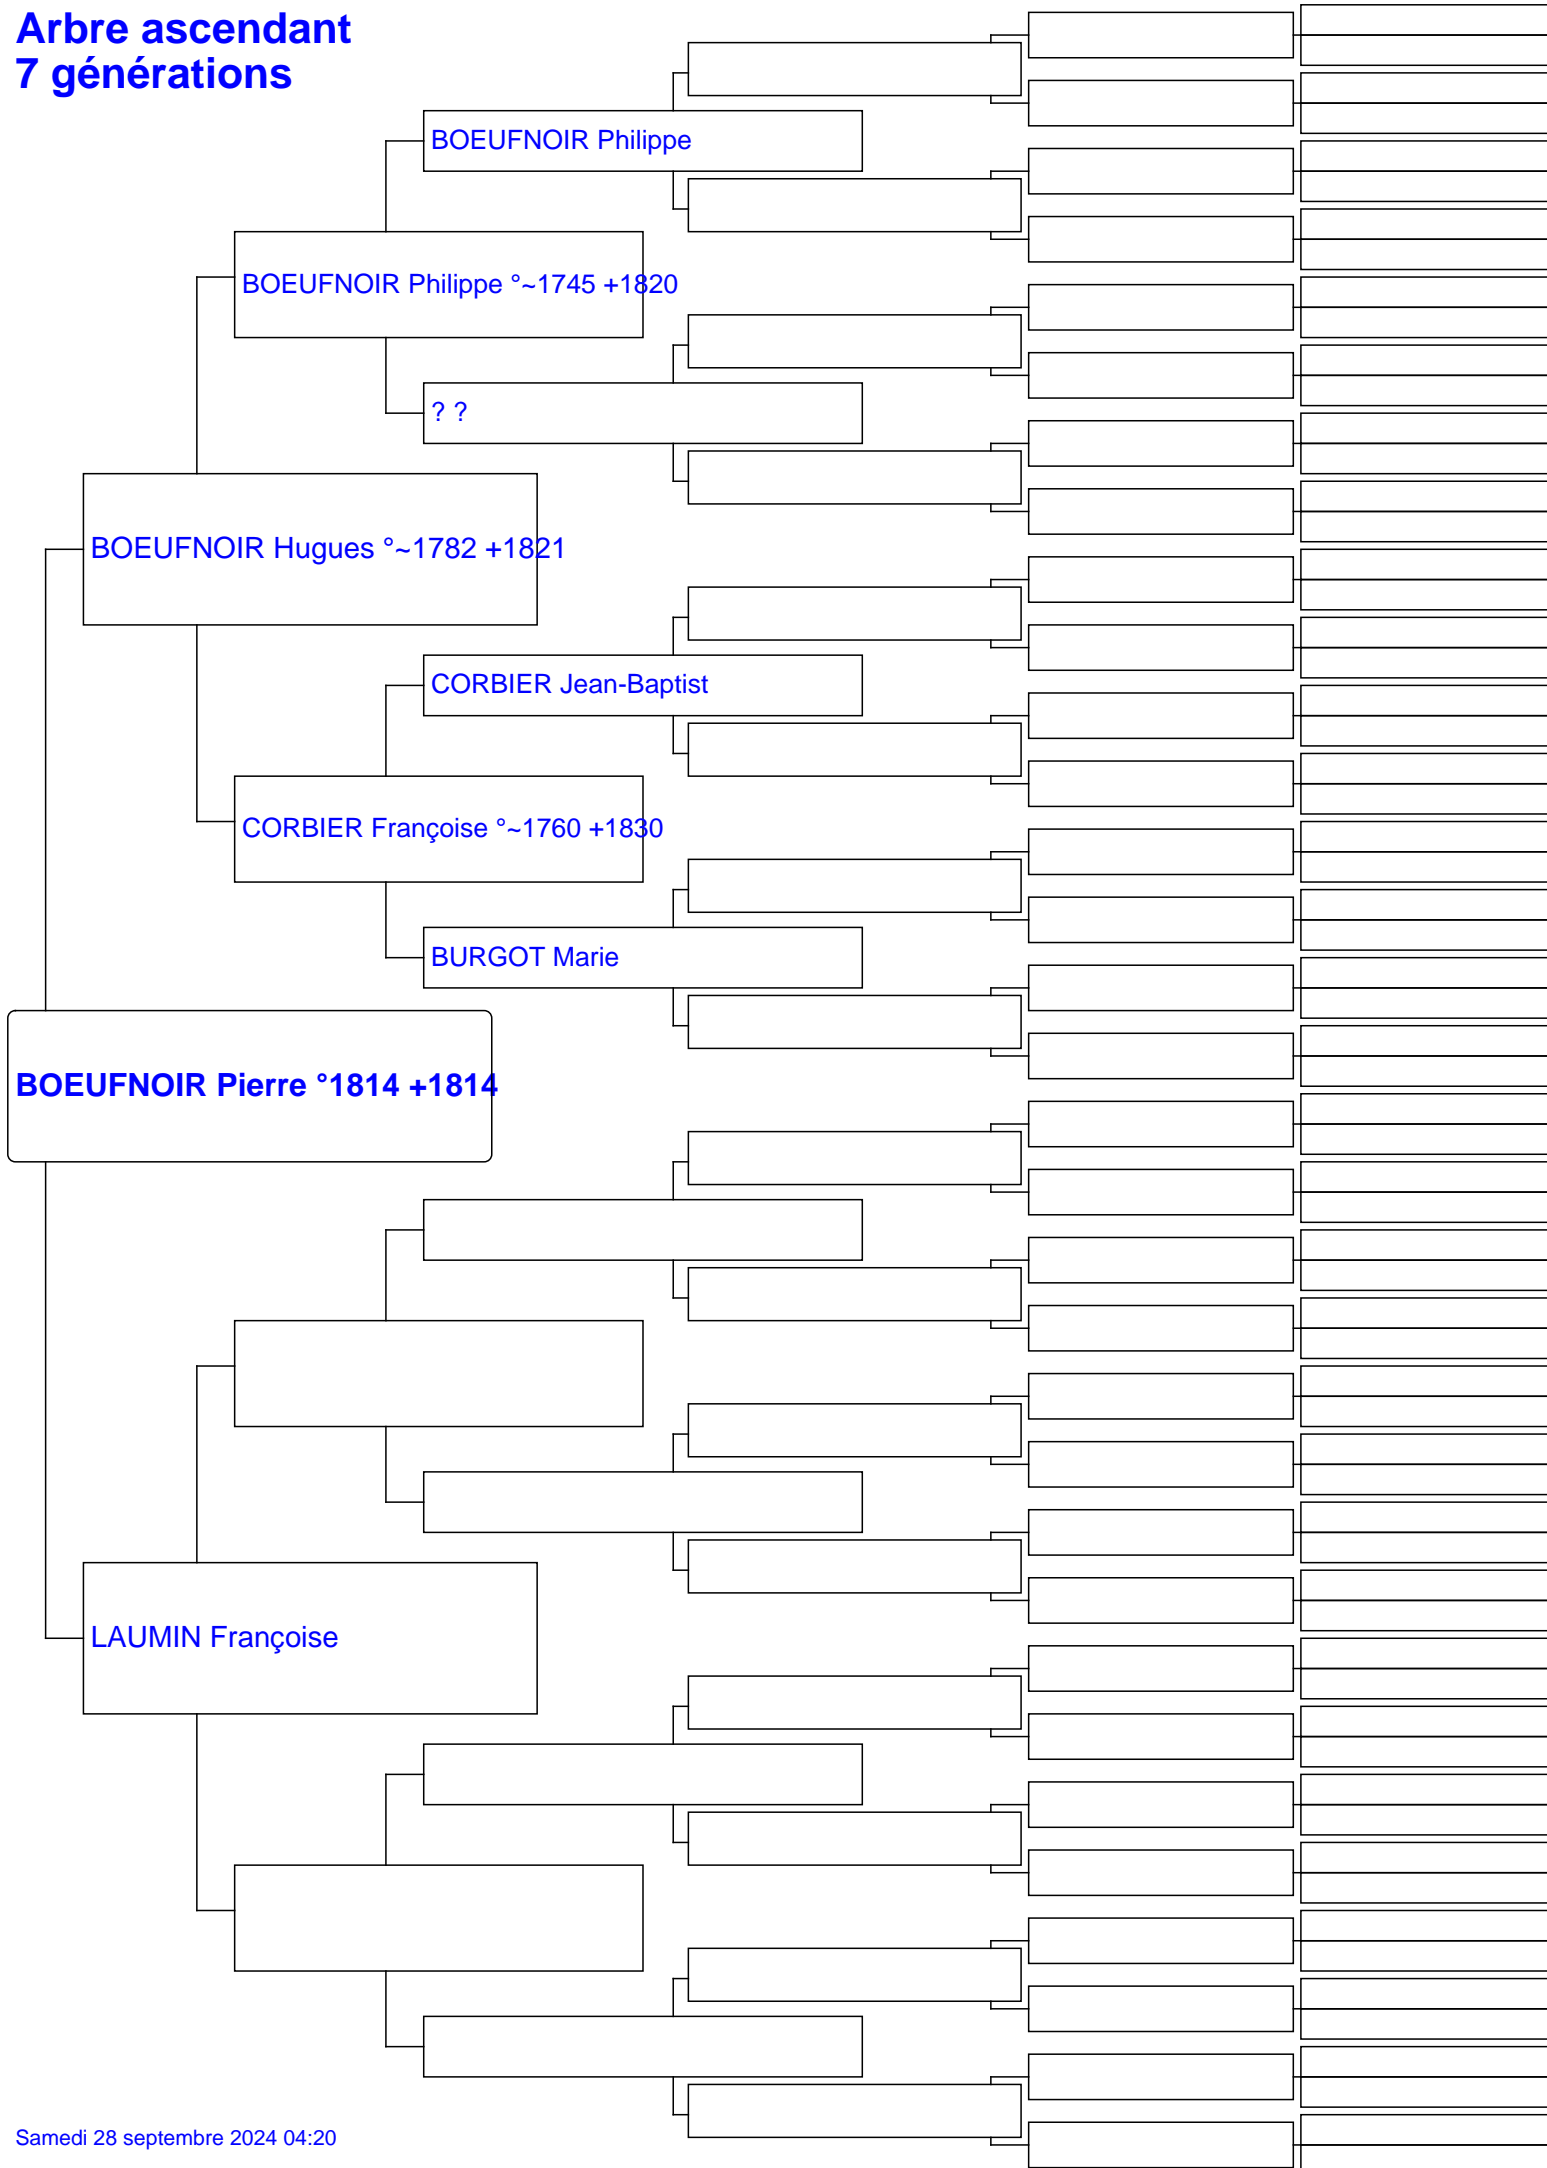 Arbre ascendant
7 générations
BOEUFNOIR Philippe
BOEUFNOIR Philippe °~1745 +1820
? ?
BOEUFNOIR Hugues °~1782 +1821
CORBIER Jean-Baptist
CORBIER Françoise °~1760 +1830
BURGOT Marie
BOEUFNOIR Pierre °1814 +1814
LAUMIN Françoise
Samedi 28 septembre 2024 04:20